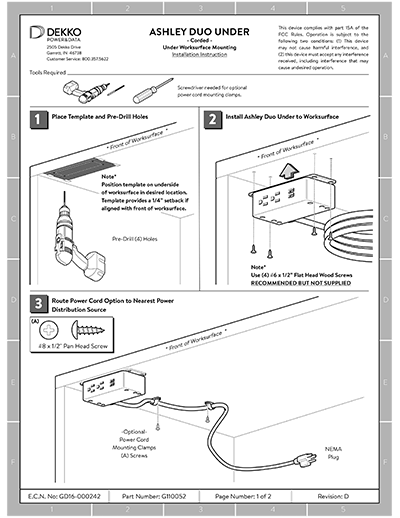 DEKKO
POWER&DATA
2505 Dekko Drive
Garrett, IN 46738
Customer Service: 800.357.5622
ASHLEY DUO UNDER
- Corded -
Under Worksurface Mounting
Installation Instruction
This device complies with part 15A of the
FCC Rules. Operation is subject to the
following two conditions: (1) This device
may not cause harmful interference, and
(2) this device must accept any interference
received, including interference that may
cause undesired operation.
Tools Required
Screwdriver needed for optional
power cord mounting clamps.
1 Place Template and Pre-Drill Holes
* Front of Worksurface *
Note*
Position template on underside
of worksurface in desired location.
Template provides a 1/4" setback if
aligned with front of worksurface.
Pre-Drill (4) Holes
2 Install Ashley Duo Under to Worksurface
* Front of Worksurface *
Note*
Use (4) #6 x 1/2" Flat Head Wood Screws
RECOMMENDED BUT NOT SUPPLIED
3 Route Power Cord Option to Nearest Power
Distribution Source
(A)
#8 x 1/2" Pan Head Screw
* Front of Worksurface *
-Optional-
Power Cord
Mounting Clamps
(A) Screws
NEMA
Plug
E.C.N. No: GD16-000242
Part Number: G110052
Page Number: 1 of 2
Revision: D